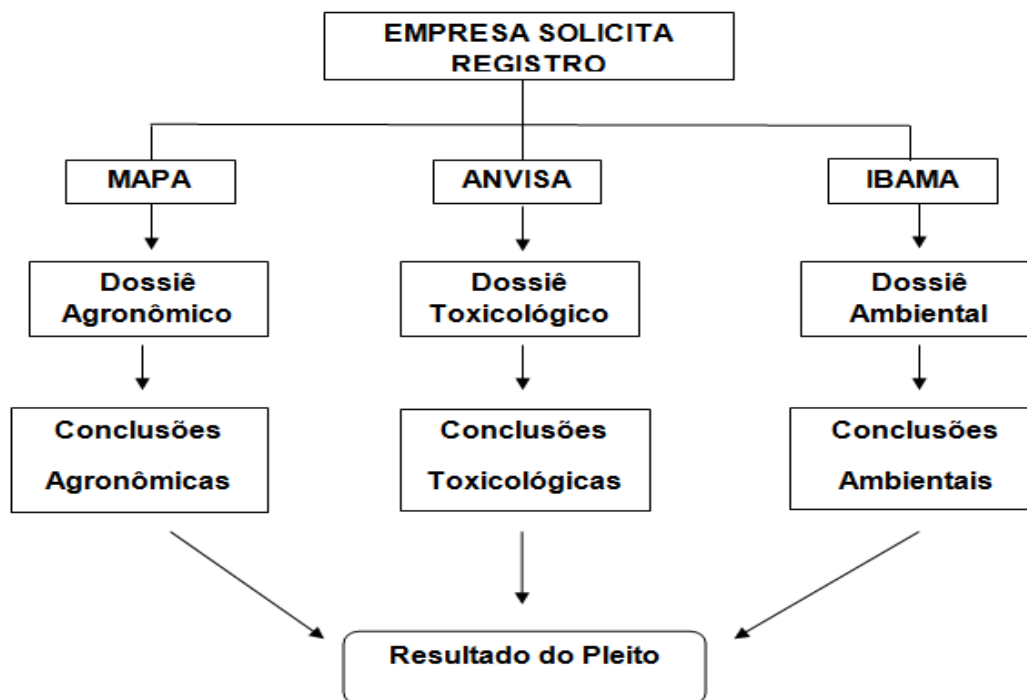 EMPRESA SOLICITA
REGISTRO
MAPA
ANVISA
IBAMA
Dossiê
Agronômico
Dossiê
Toxicológico
Dossiê
Ambiental
Conclusões
Agronômicas
Conclusões
Toxicológicas
Conclusões
Ambientais
Resultado do Pleito